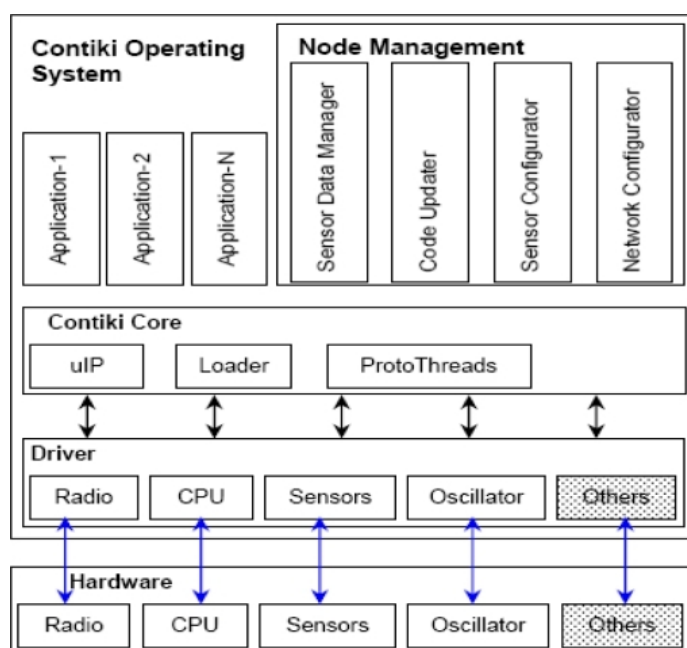 Contiki Operating
System
Node Management
Application-1
Application-2
Application-N
Sensor Data Manager
Code Updater
Sensor Configurator
Network Configurator
Contiki Core
uIP
Loader
ProtoThreads
Driver
Radio
CPU
Sensors
Oscillator
Others
Hardware
Radio
CPU
Sensors
Oscillator
Others